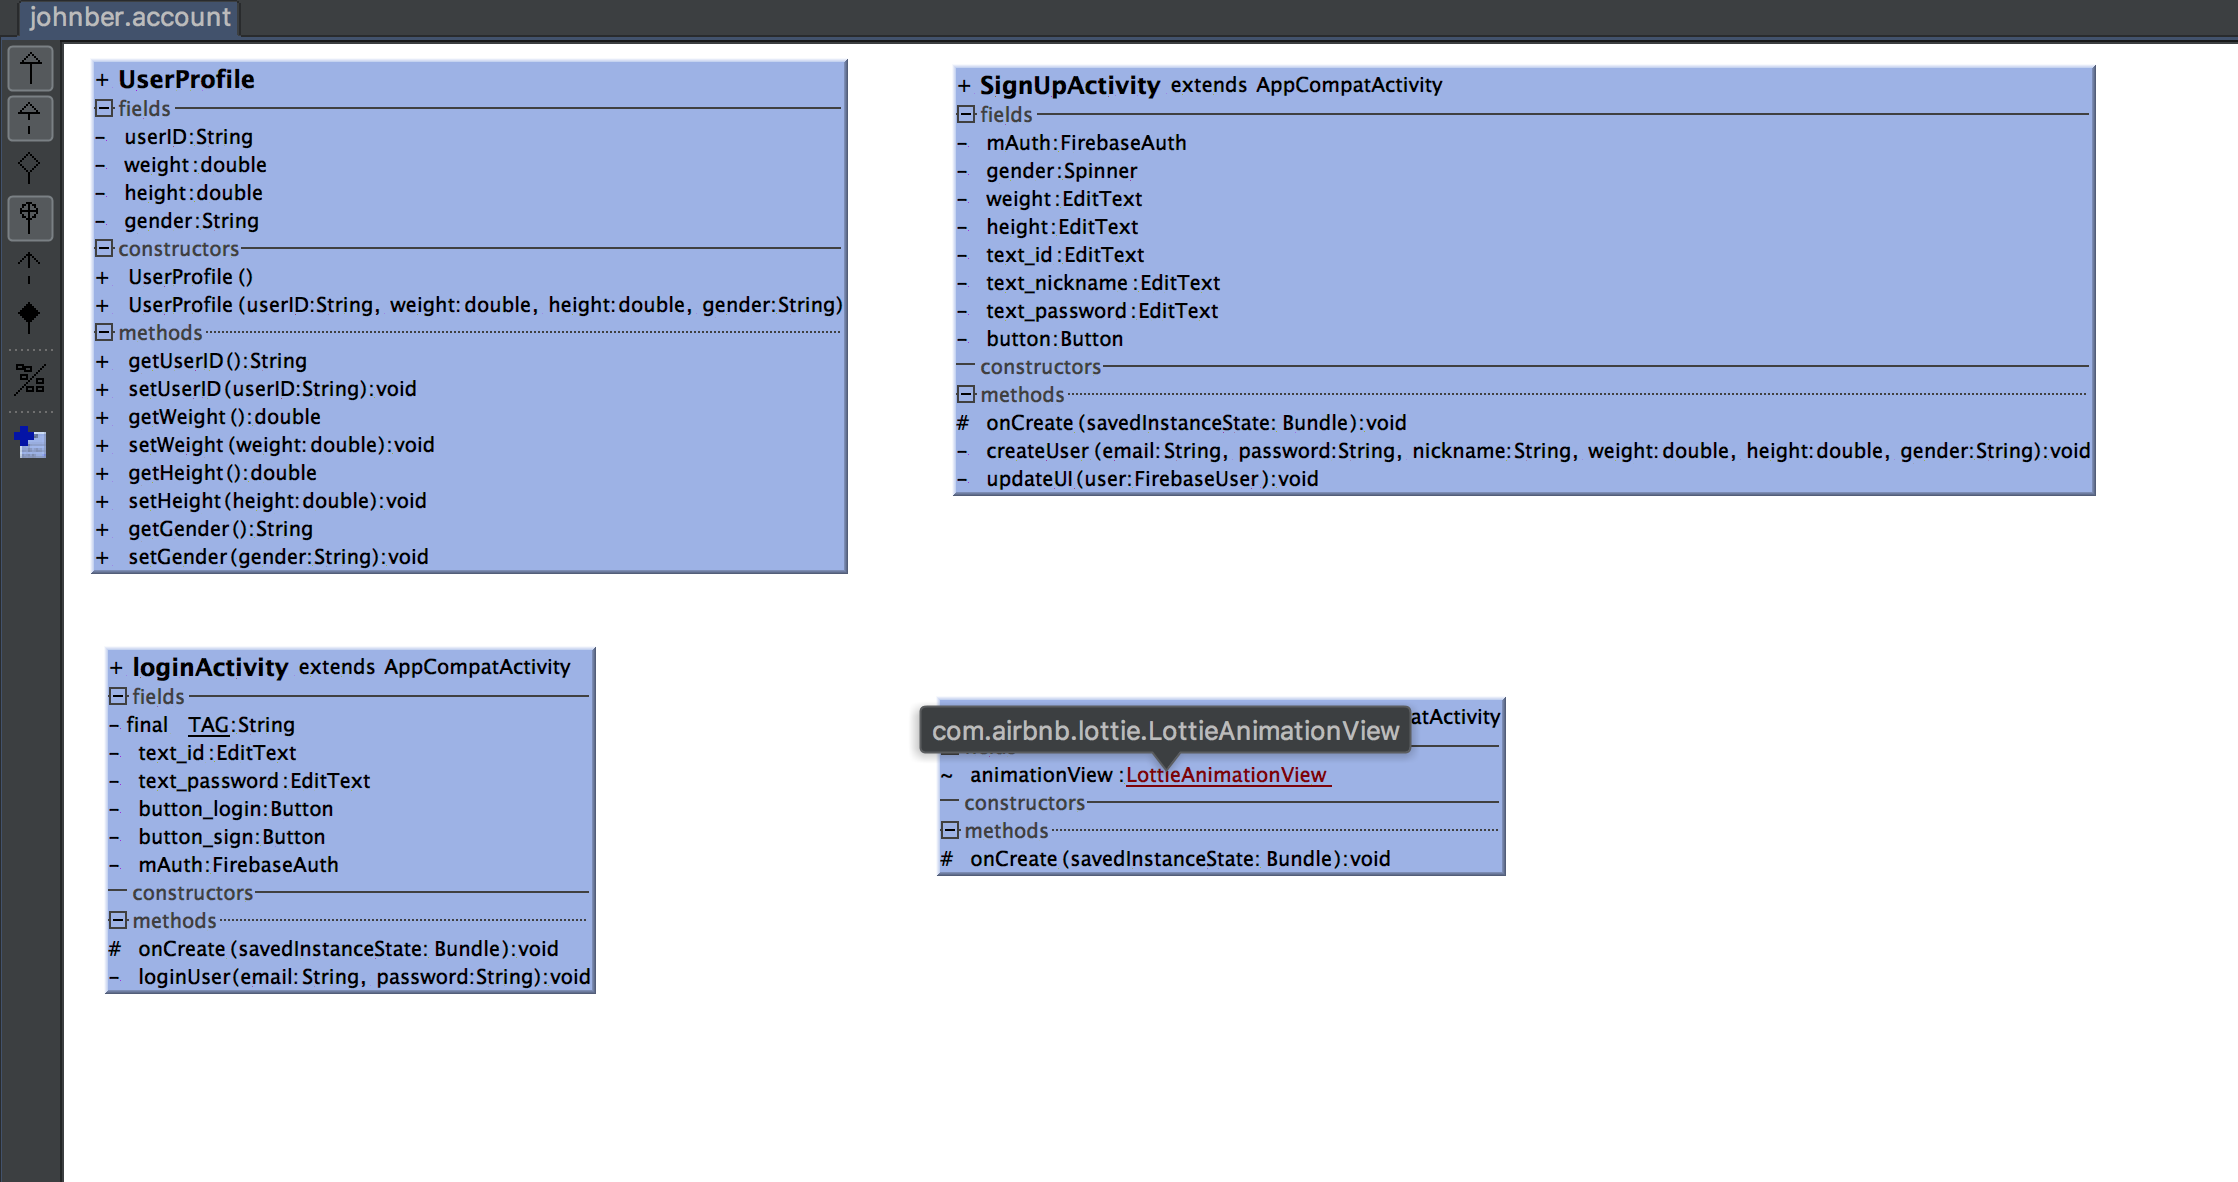 johnber.account
+ UserProfile
fields
- userID:String
- weight:double
- height:double
- gender:String
constructors
+ UserProfile()
+ UserProfile(userID:String, weight:double, height:double, gender:String)
methods
+ getUserID():String
+ setUserID(userID:String):void
+ getWeight():double
+ setWeight(weight:double):void
+ getHeight():double
+ setHeight(height:double):void
+ getGender():String
+ setGender(gender:String):void
+ SignUpActivity extends AppCompatActivity
fields
- mAuth:FirebaseAuth
- gender:Spinner
- weight:EditText
- height:EditText
- text_id:EditText
- text_nickname:EditText
- text_password:EditText
- button:Button
constructors
methods
# onCreate(savedInstanceState: Bundle):void
- createUser(email:String, password:String, nickname:String, weight:double, height:double, gender:String):void
- updateUI(user:FirebaseUser):void
+ loginActivity extends AppCompatActivity
fields
- final TAG:String
- text_id:EditText
- text_password:EditText
- button_login:Button
- button_sign:Button
- mAuth:FirebaseAuth
constructors
methods
# onCreate(savedInstanceState: Bundle):void
- loginUser(email:String, password:String):void
atActivity
com.airbnb.lottie.LottieAnimationView
~ animationView:LottieAnimationView
constructors
methods
# onCreate(savedInstanceState: Bundle):void